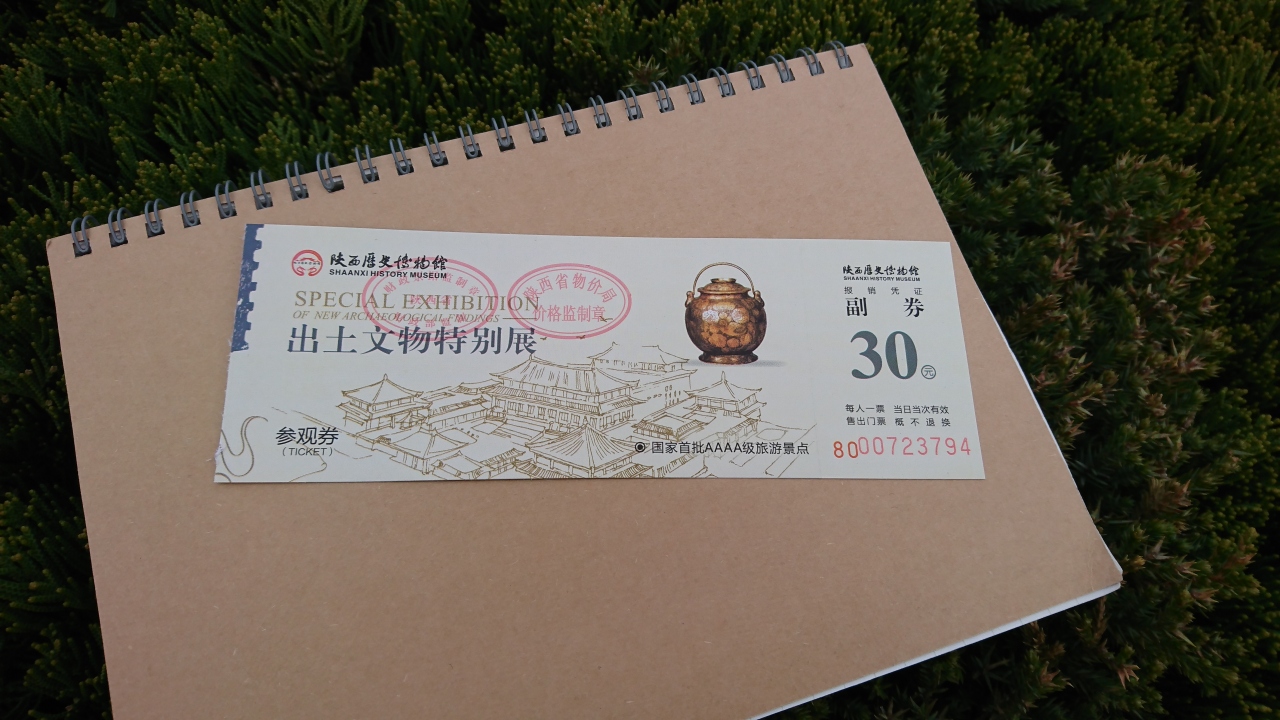 陕西历史博物馆
SHAANXI HISTORY MUSEUM
SPECIAL EXHIBITION
OF NEW ARCHAEOLOGICAL FINDINGS
出土文物特别展
陕西省物价局
价格监制章
参观券
(TICKET)
国家首批AAAA级旅游景点
陕西历史博物馆
SHAANXI HISTORY MUSEUM
报销凭证
副券
30元
每人一票 当日当次有效
售出门票 概不退换
8000723794